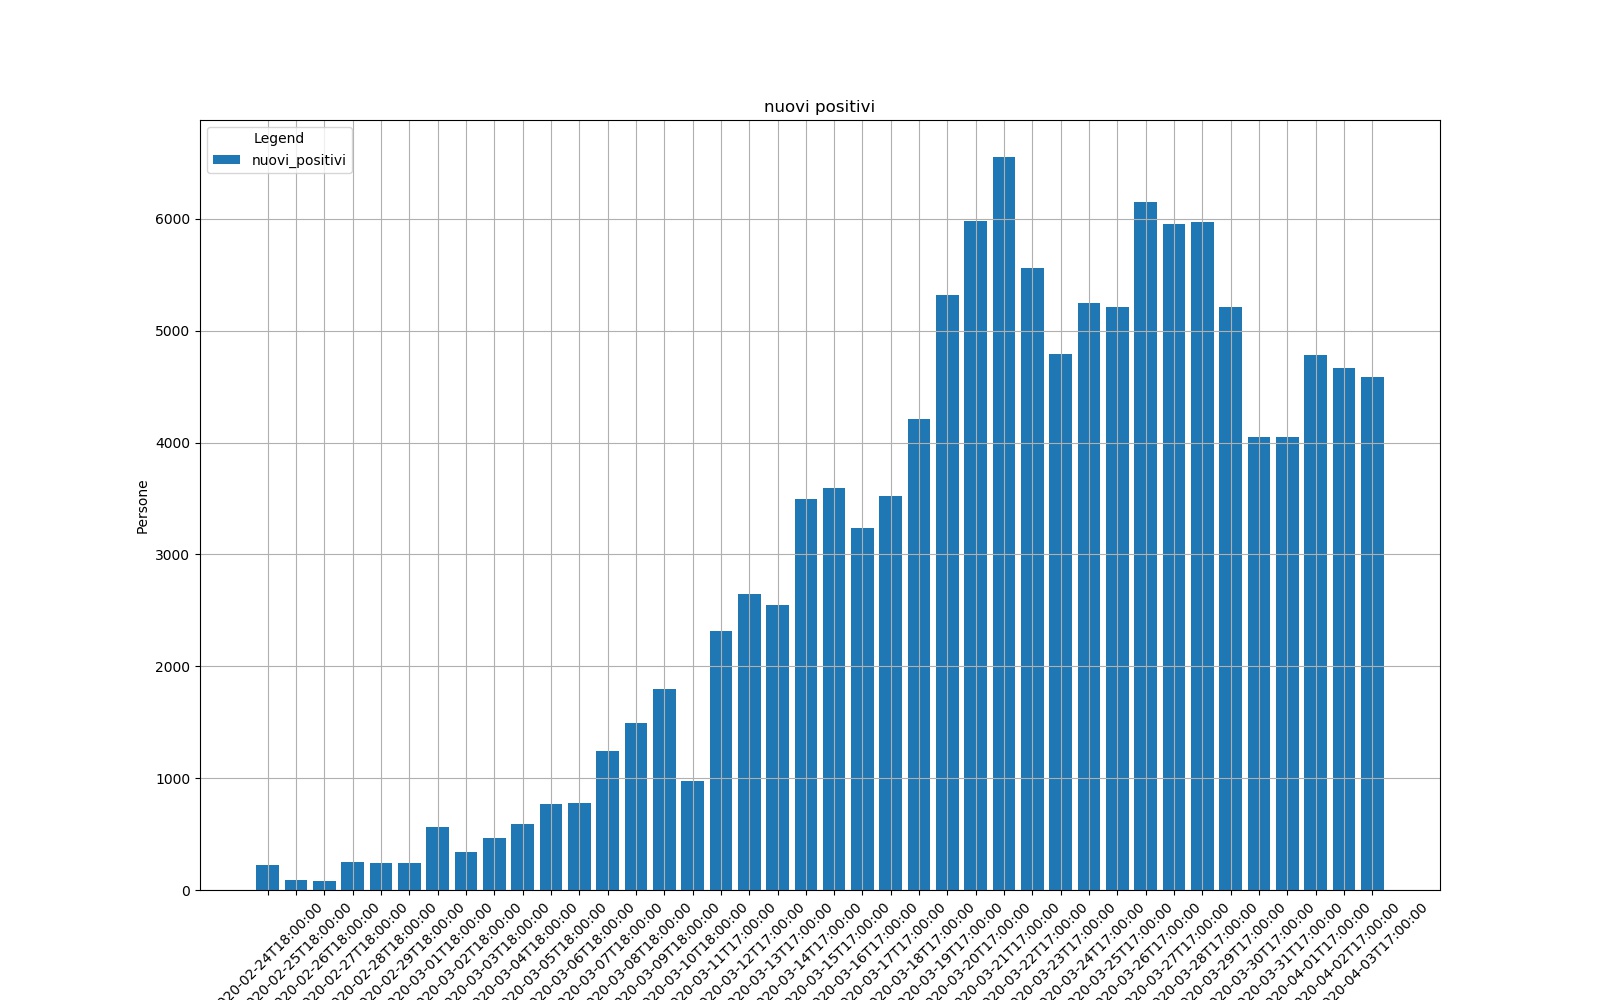 nuovi positivi
Legend
nuovi_positivi
Persone
6000
5000
4000
3000
2000
1000
0
020-02-24T18:00:00
020-02-25T18:00:00
020-02-26T18:00:00
020-02-27T18:00:00
020-02-28T18:00:00
020-02-29T18:00:00
020-03-01T18:00:00
020-03-02T18:00:00
020-03-03T18:00:00
020-03-04T18:00:00
020-03-05T18:00:00
020-03-06T18:00:00
020-03-07T18:00:00
020-03-08T18:00:00
020-03-09T18:00:00
020-03-10T18:00:00
020-03-11T17:00:00
020-03-12T17:00:00
020-03-13T17:00:00
020-03-14T17:00:00
020-03-15T17:00:00
020-03-16T17:00:00
020-03-17T17:00:00
020-03-18T17:00:00
020-03-19T17:00:00
020-03-20T17:00:00
020-03-21T17:00:00
020-03-22T17:00:00
020-03-23T17:00:00
020-03-24T17:00:00
020-03-25T17:00:00
020-03-26T17:00:00
020-03-27T17:00:00
020-03-28T17:00:00
020-03-29T17:00:00
020-03-30T17:00:00
020-03-31T17:00:00
020-04-01T17:00:00
020-04-02T17:00:00
020-04-03T17:00:00